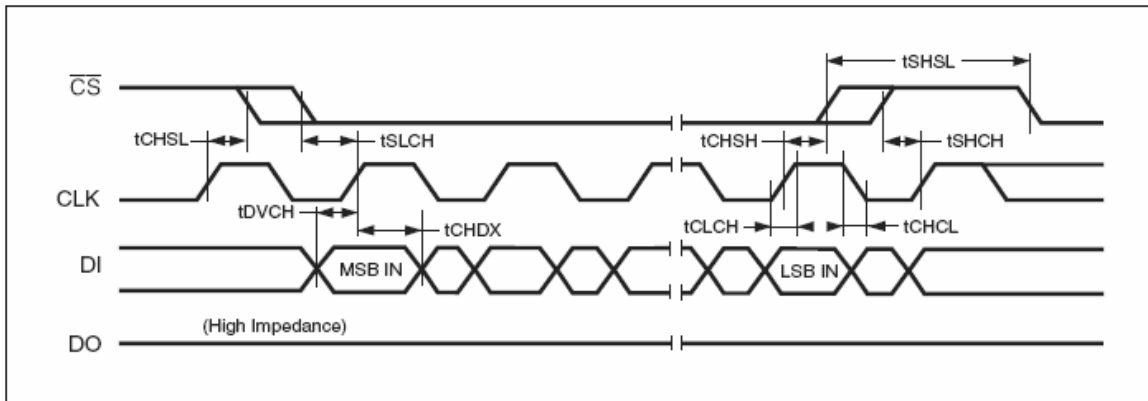 tSHSL
CS
tCHSL
tSLCH
tCHSH
tSHCH
CLK
tDVCH
tCHDX
tCLCH
tCHCL
DI
MSB IN
LSB IN
(High Impedance)
DO